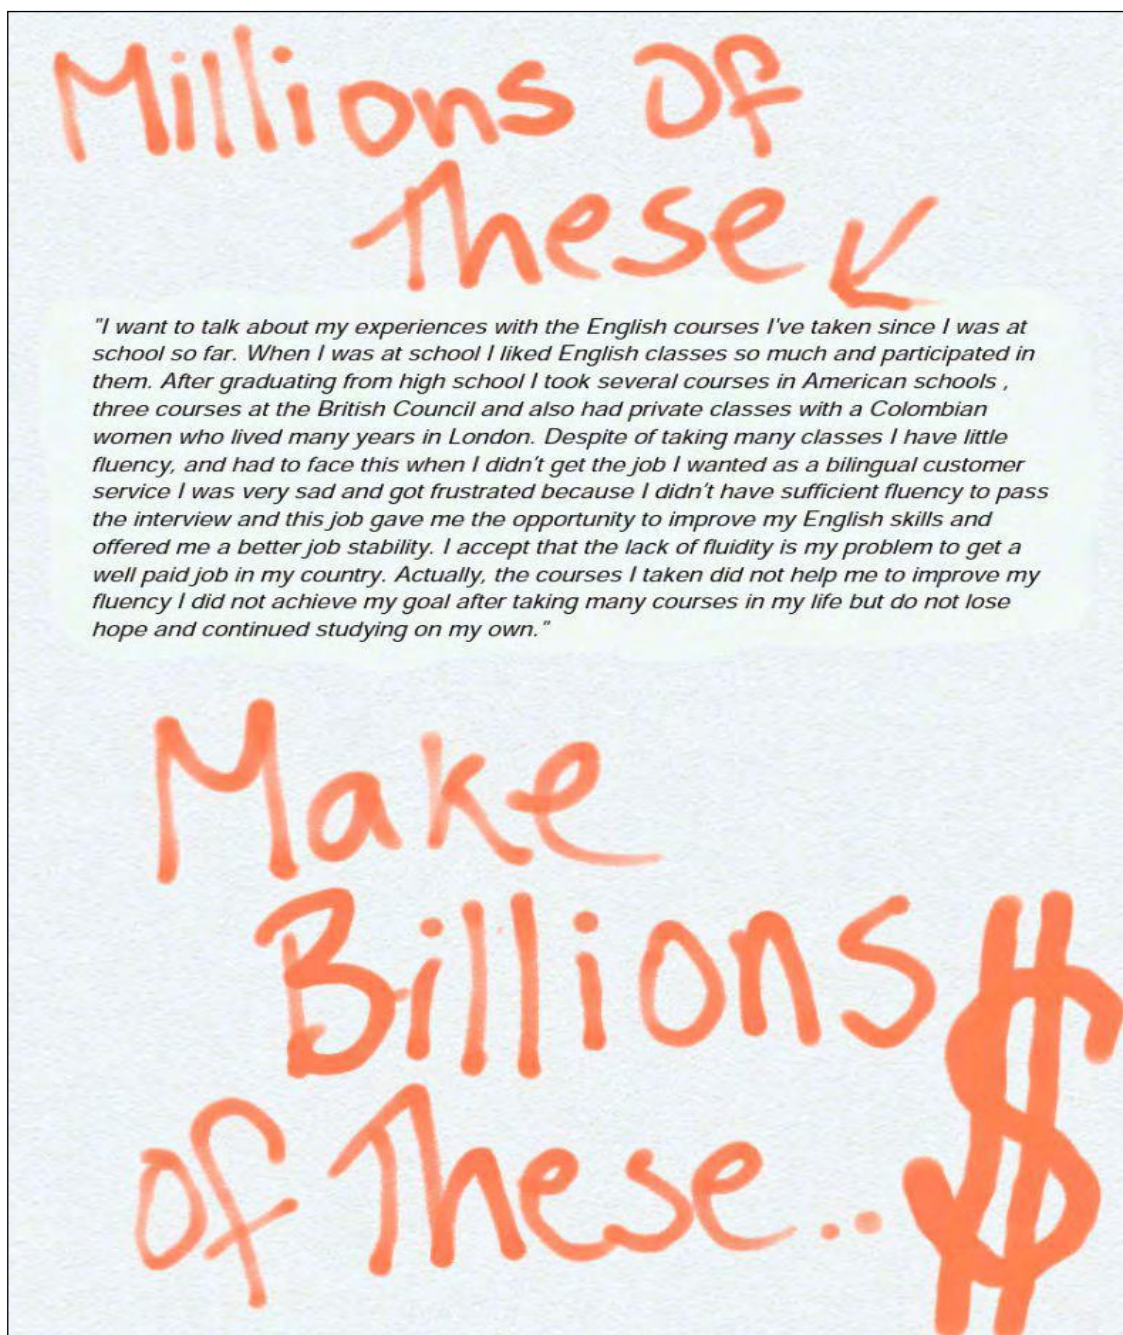 Millions Of
These
"I want to talk about my experiences with the English courses I've taken since I was at
school so far. When I was at school I liked English classes so much and participated in
them. After graduating from high school I took several courses in American schools ,
three courses at the British Council and also had private classes with a Colombian
women who lived many years in London. Despite of taking many classes I have little
fluency, and had to face this when I didn't get the job I wanted as a bilingual customer
service I was very sad and got frustrated because I didn't have sufficient fluency to pass
the interview and this job gave me the opportunity to improve my English skills and
offered me a better job stability. I accept that the lack of fluidity is my problem to get a
well paid job in my country. Actually, the courses I taken did not help me to improve my
fluency I did not achieve my goal after taking many courses in my life but do not lose
hope and continued studying on my own."
Make
Billions
of These.. $